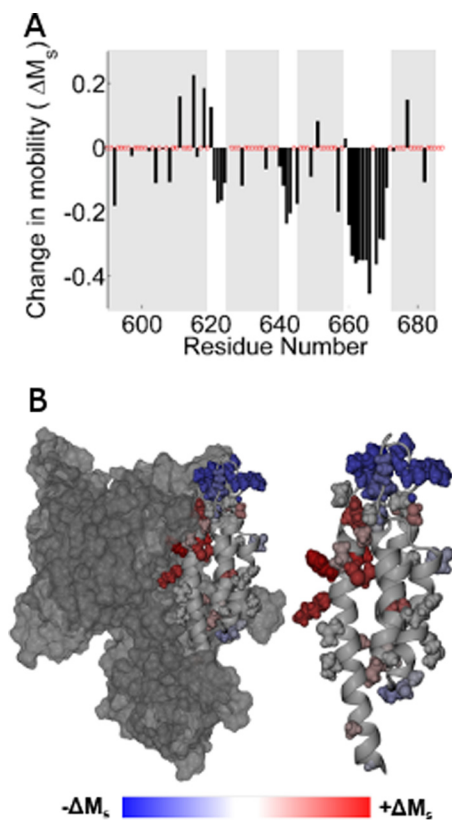 A
Change in mobility ( ΔMs)
0.2
0
-0.2
-0.4
600 620 640 660 680
Residue Number
B
-ΔMs +ΔMs